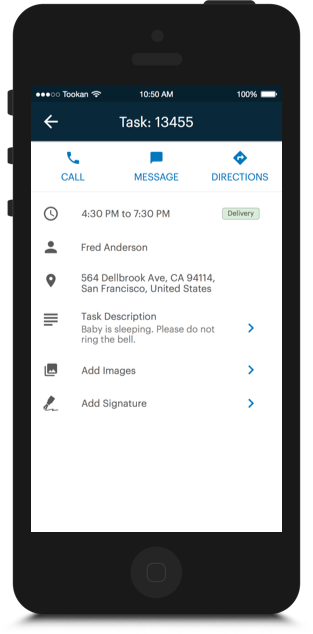 Tookan 10:50 AM 100%
Task: 13455
CALL MESSAGE DIRECTIONS
4:30 PM to 7:30 PM Delivery
Fred Anderson
564 Dellbrook Ave, CA 94114,
San Francisco, United States
Task Description
Baby is sleeping. Please do not
ring the bell.
Add Images
Add Signature